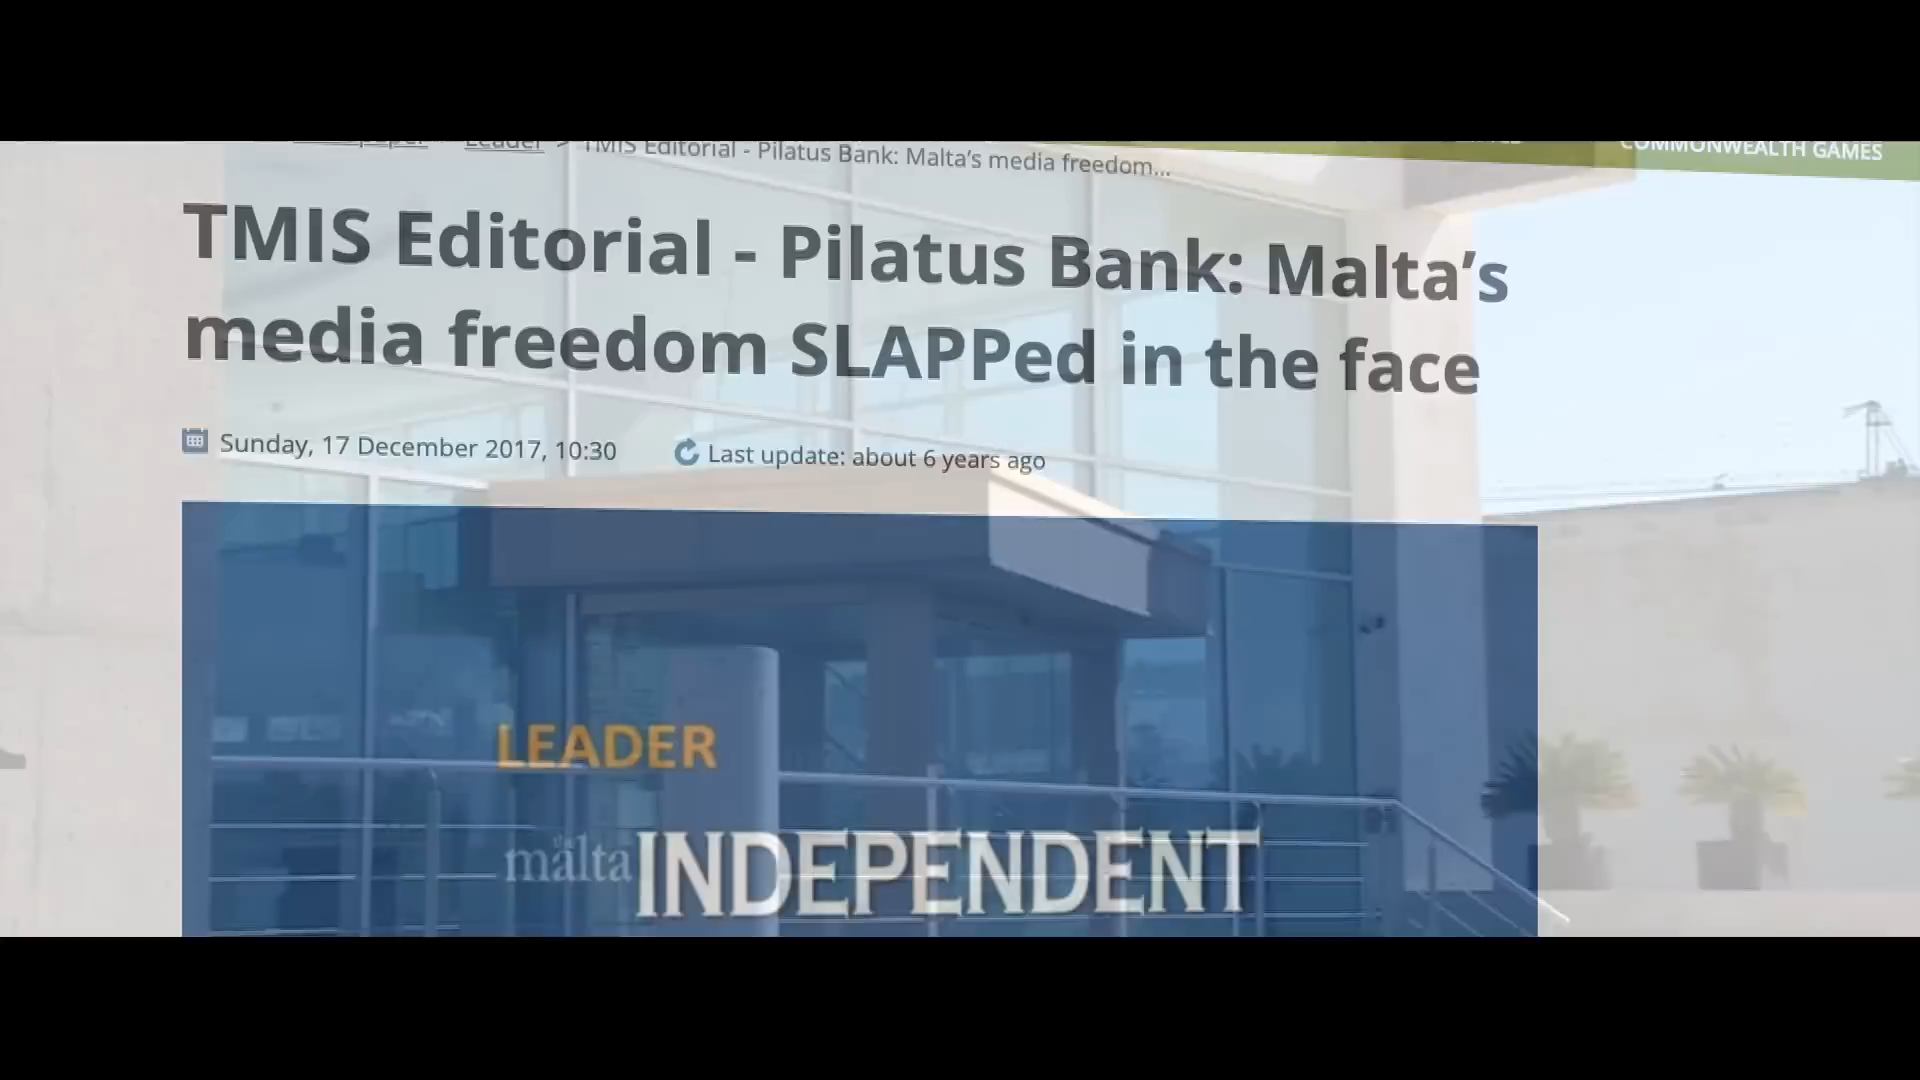 Leader > TMIS Editorial - Pilatus Bank: Malta's media freedom...
COMMONWEALTH GAMES
TMIS Editorial - Pilatus Bank: Malta’s
media freedom SLAPPed in the face
Sunday, 17 December 2017, 10:30
Last update: about 6 years ago
LEADER
the
malta INDEPENDENT